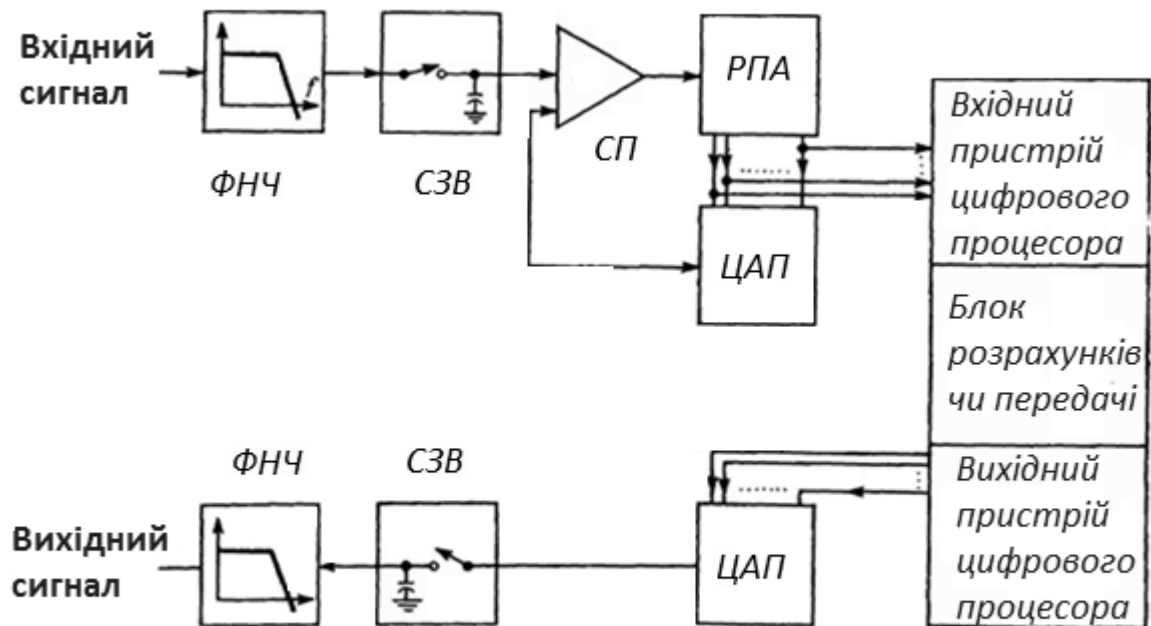 Вхідний
сигнал
f
ФНЧ
СЗВ
СП
РПА
ЦАП
Вхідний
пристрій
цифрового
процесора
Блок
розрахунків
чи передачі
Вихідний
пристрій
цифрового
процесора
ФНЧ
СЗВ
ЦАП
Вихідний
сигнал